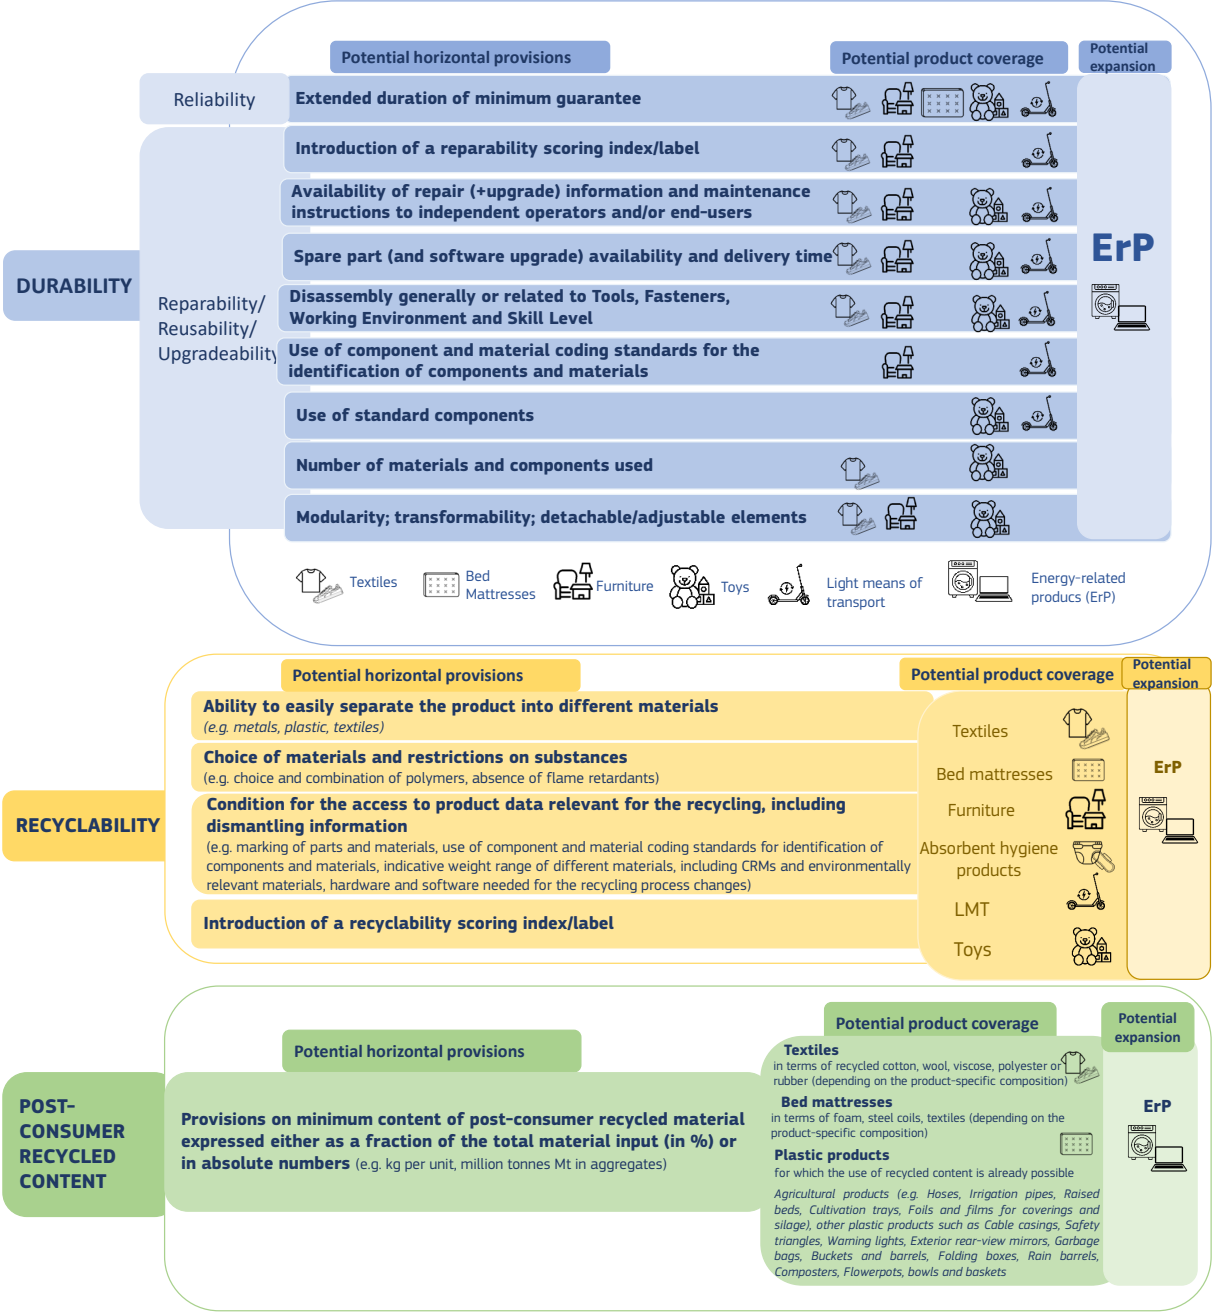 Potential horizontal provisions
Potential product coverage
Potential
expansion
Reliability
Extended duration of minimum guarantee
Introduction of a reparability scoring index/label
Availability of repair (+upgrade) information and maintenance
instructions to independent operators and/or end-users
Spare part (and software upgrade) availability and delivery time
ErP
DURABILITY
Reparability/
Reusability/
Upgradeability
Disassembly generally or related to Tools, Fasteners,
Working Environment and Skill Level
Use of component and material coding standards for the
identification of components and materials
Use of standard components
Number of materials and components used
Modularity; transformability; detachable/adjustable elements
Textiles
Bed
Mattresses
Furniture
Toys
Light means of
transport
Energy-related
producs (ErP)
Potential horizontal provisions
Potential product coverage
Potential
expansion
RECYCLABILITY
Ability to easily separate the product into different materials
(e.g. metals, plastic, textiles)
Choice of materials and restrictions on substances
(e.g. choice and combination of polymers, absence of flame retardants)
Condition for the access to product data relevant for the recycling, including
dismantling information
(e.g. marking of parts and materials, use of component and material coding standards for identification of
components and materials, indicative weight range of different materials, including CRMs and environmentally
relevant materials, hardware and software needed for the recycling process changes)
Introduction of a recyclability scoring index/label
Textiles
Bed mattresses
Furniture
Absorbent hygiene
products
LMT
Toys
ErP
Potential horizontal provisions
Potential product coverage
Potential
expansion
POST-
CONSUMER
RECYCLED
CONTENT
Provisions on minimum content of post-consumer recycled material
expressed either as a fraction of the total material input (in %) or
in absolute numbers (e.g. kg per unit, million tonnes Mt in aggregates)
Textiles
in terms of recycled cotton, wool, viscose, polyester or
rubber (depending on the product-specific composition)
Bed mattresses
in terms of foam, steel coils, textiles (depending on the
product-specific composition)
Plastic products
for which the use of recycled content is already possible
Agricultural products (e.g. Hoses, Irrigation pipes, Raised
beds, Cultivation trays, Foils and films for coverings and
silage), other plastic products such as Cable casings, Safety
triangles, Warning lights, Exterior rear-view mirrors, Garbage
bags, Buckets and barrels, Folding boxes, Rain barrels,
Composters, Flowerpots, bowls and baskets
ErP